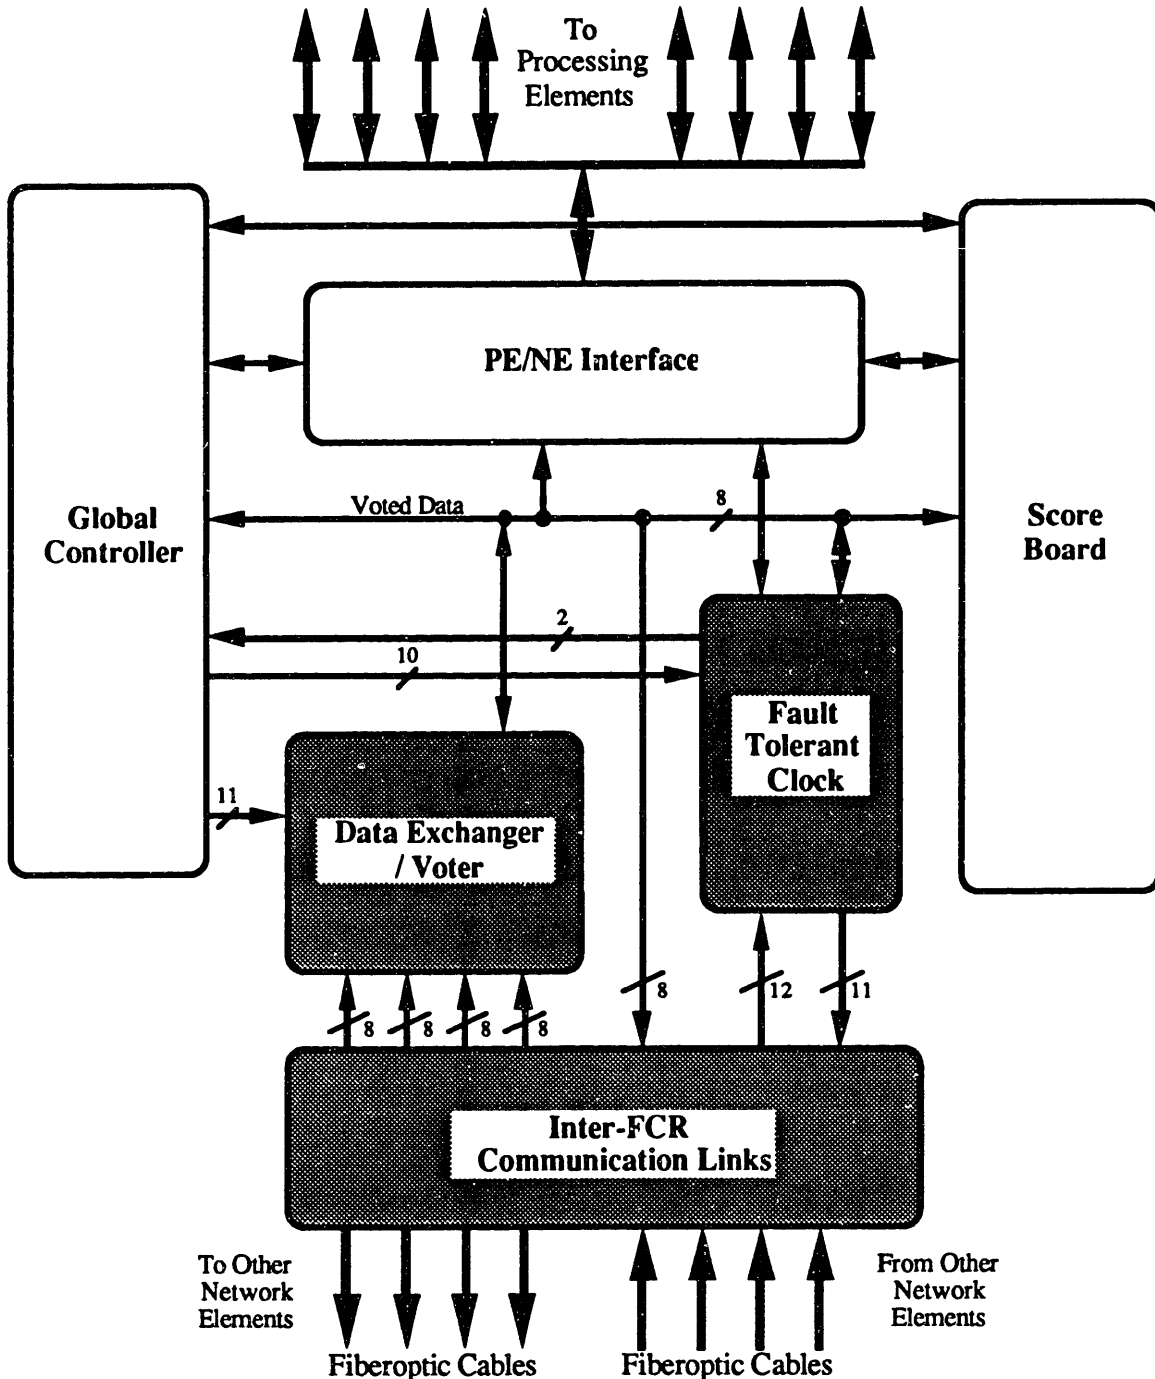 To
Processing
Elements
PE/NE Interface
Global
Controller
Voted Data
8
Score
Board
2
10
Fault
Tolerant
Clock
11
Data Exchanger
/ Voter
8
8
8
8
8
12
11
Inter-FCR
Communication Links
To Other
Network
Elements
From Other
Network
Elements
Fiberoptic Cables
Fiberoptic Cables